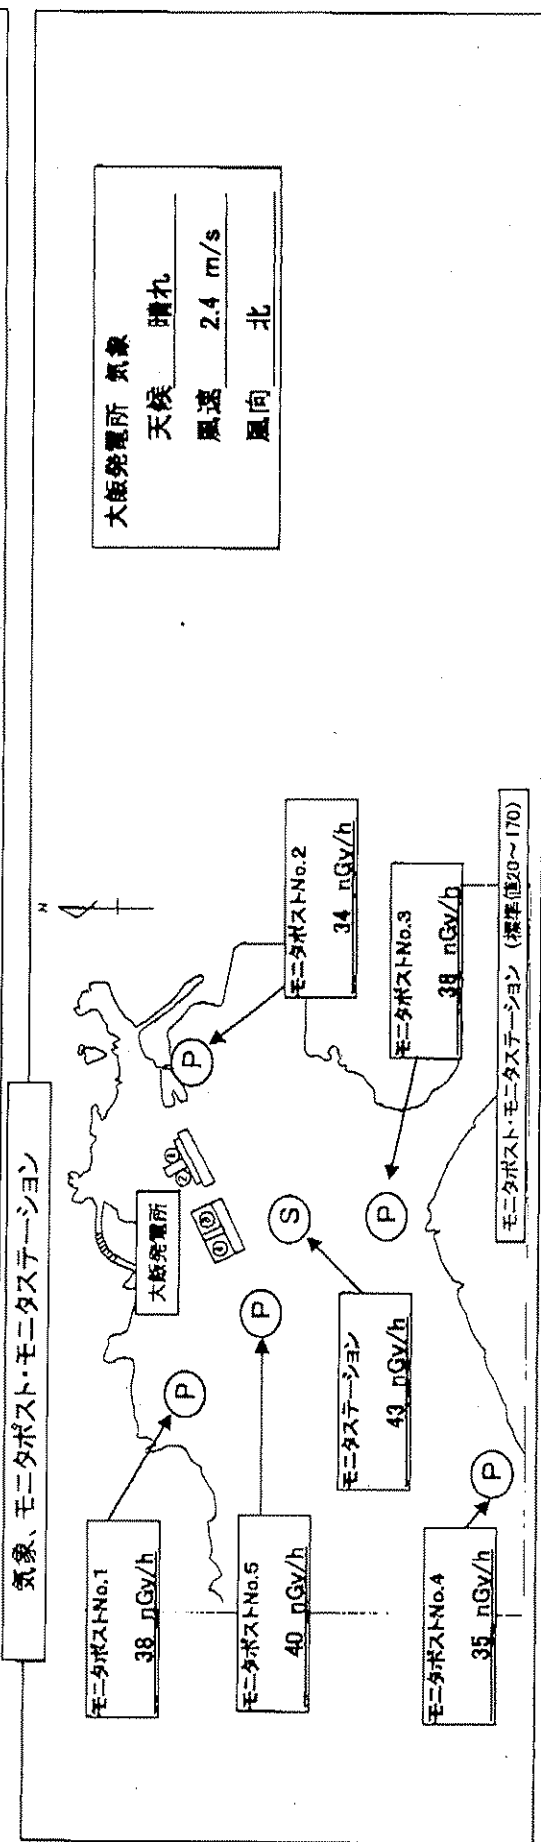 気象、モニタポスト・モニタステーション
モニタポストNo.1
38 nGy/h
モニタポストNo.5
40 nGy/h
モニタポストNo.4
35 nGy/h
大飯発電所
P
P
P
モニタステーション
43 nGy/h
S
P
P
④
③
②
①
N
モニタポストNo.2
34 nGy/h
モニタポストNo.3
38 nGy/h
モニタポスト・モニタステーション (標準値20～170)
大飯発電所 気象
天候 晴れ
風速 2.4 m/s
風向 北